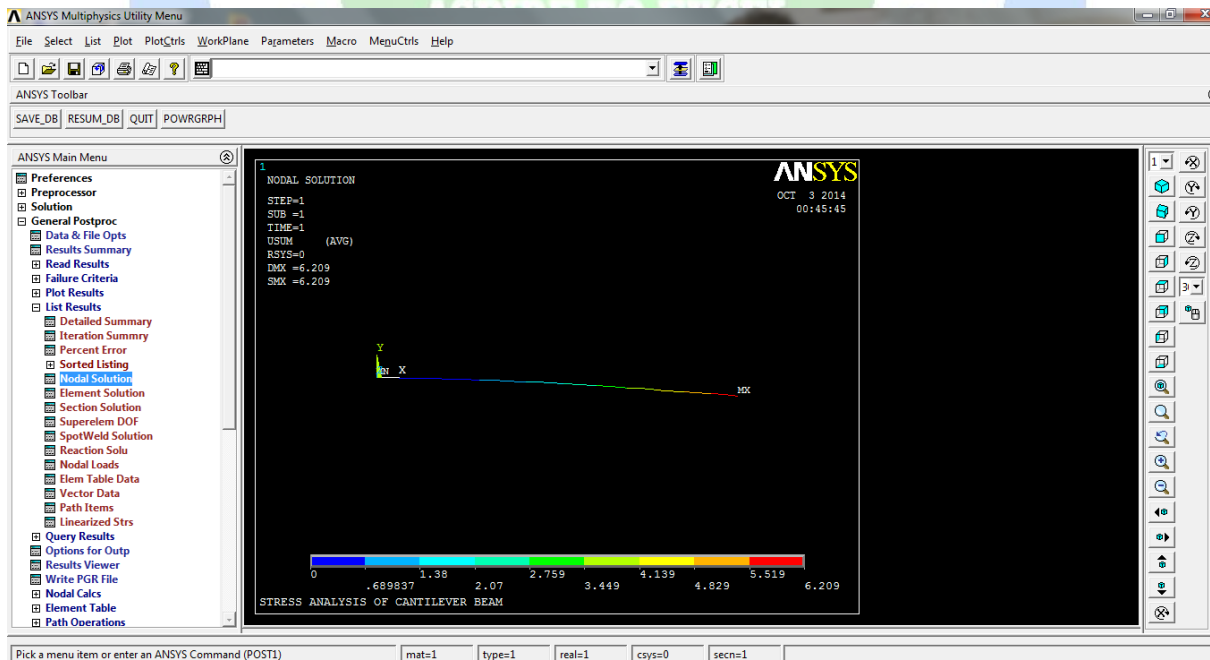 ANSYS Multiphysics Utility Menu
File Select List Plot PlotCtrls WorkPlane Parameters Macro MenuCtrls Help
ANSYS Toolbar
SAVE_DB RESUM_DB QUIT POWRGRPH
ANSYS Main Menu
Preferences
Preprocessor
Solution
General Postproc
Data & File Opts
Results Summary
Read Results
Failure Criteria
Plot Results
List Results
Detailed Summary
Iteration Summry
Percent Error
Sorted Listing
Nodal Solution
Element Solution
Section Solution
Superelem DOF
SpotWeld Solution
Reaction Solu
Nodal Loads
Elem Table Data
Vector Data
Path Items
Linearized Strs
Query Results
Options for Outp
Results Viewer
Write PGR File
Nodal Calcs
Element Table
Path Operations
1
NODAL SOLUTION
STEP=1
SUB =1
TIME=1
USUM (AVG)
RSYS=0
DMX =6.209
SMX =6.209
ANSYS
OCT 3 2014
00:45:45
Y
X
MX
0 1.38 2.759 4.139 5.519
.689837 2.07 3.449 4.829 6.209
STRESS ANALYSIS OF CANTILEVER BEAM
1
Pick a menu item or enter an ANSYS Command (POST1) mat=1 type=1 real=1 csys=0 secn=1